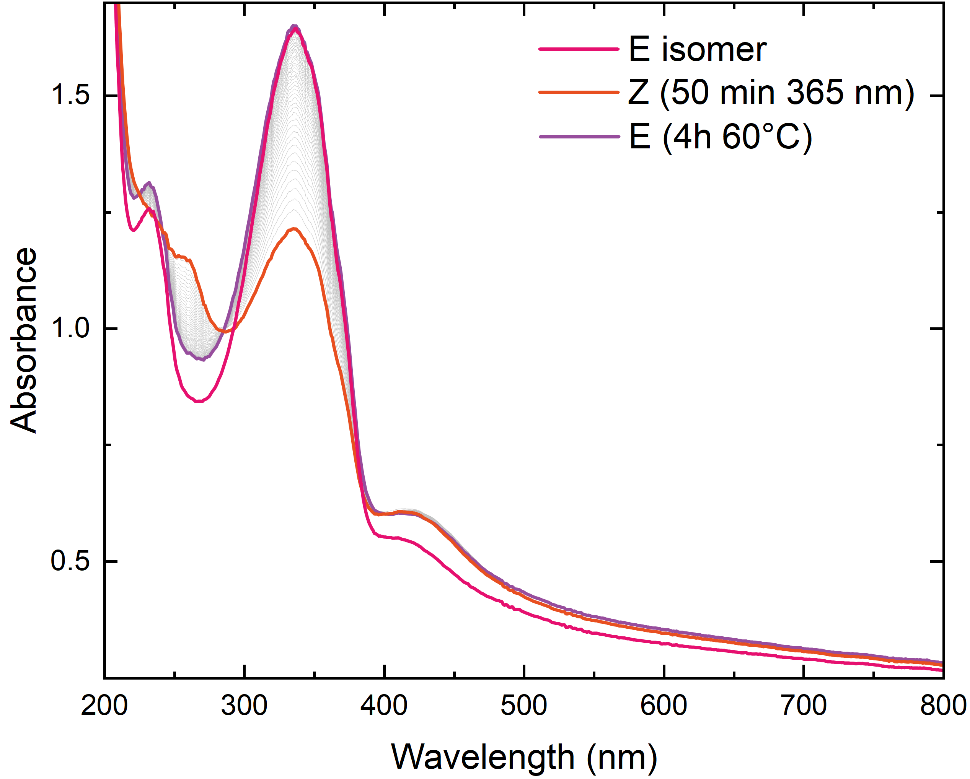 E isomer
Z (50 min 365 nm)
E (4h 60°C)
1.5
1.0
0.5
Absorbance
200 300 400 500 600 700 800
Wavelength (nm)